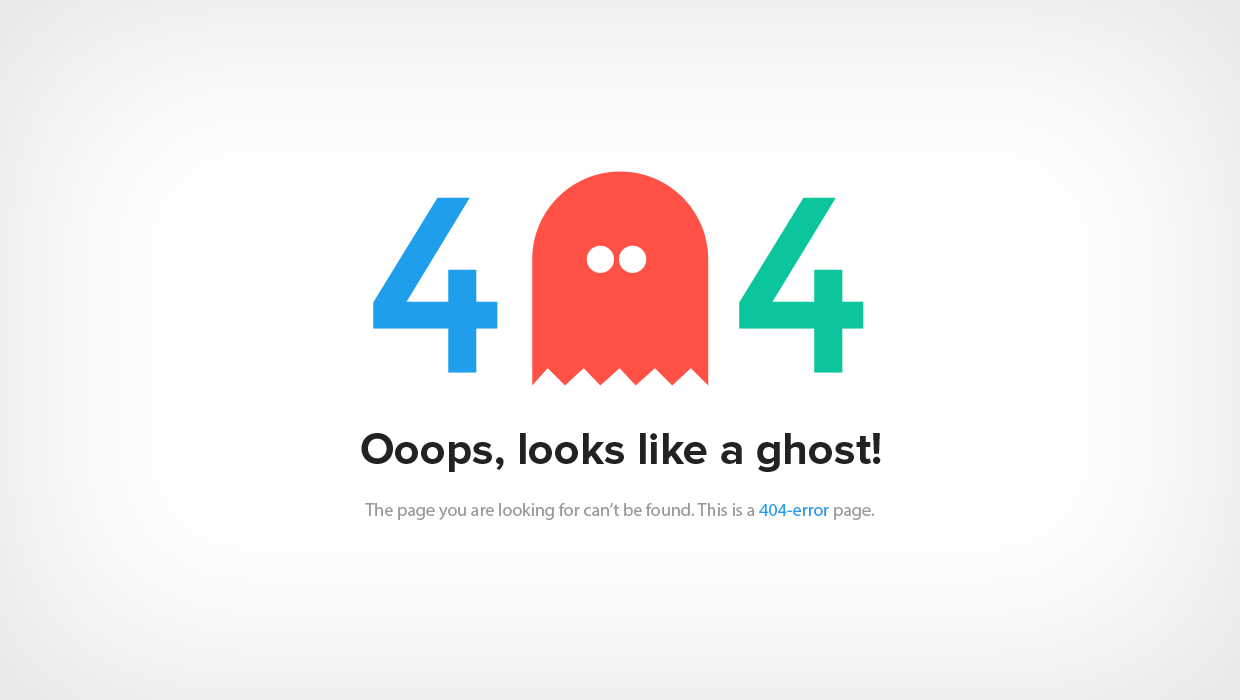 4 4
Ooops, looks like a ghost!
The page you are looking for can’t be found. This is a 404-error page.